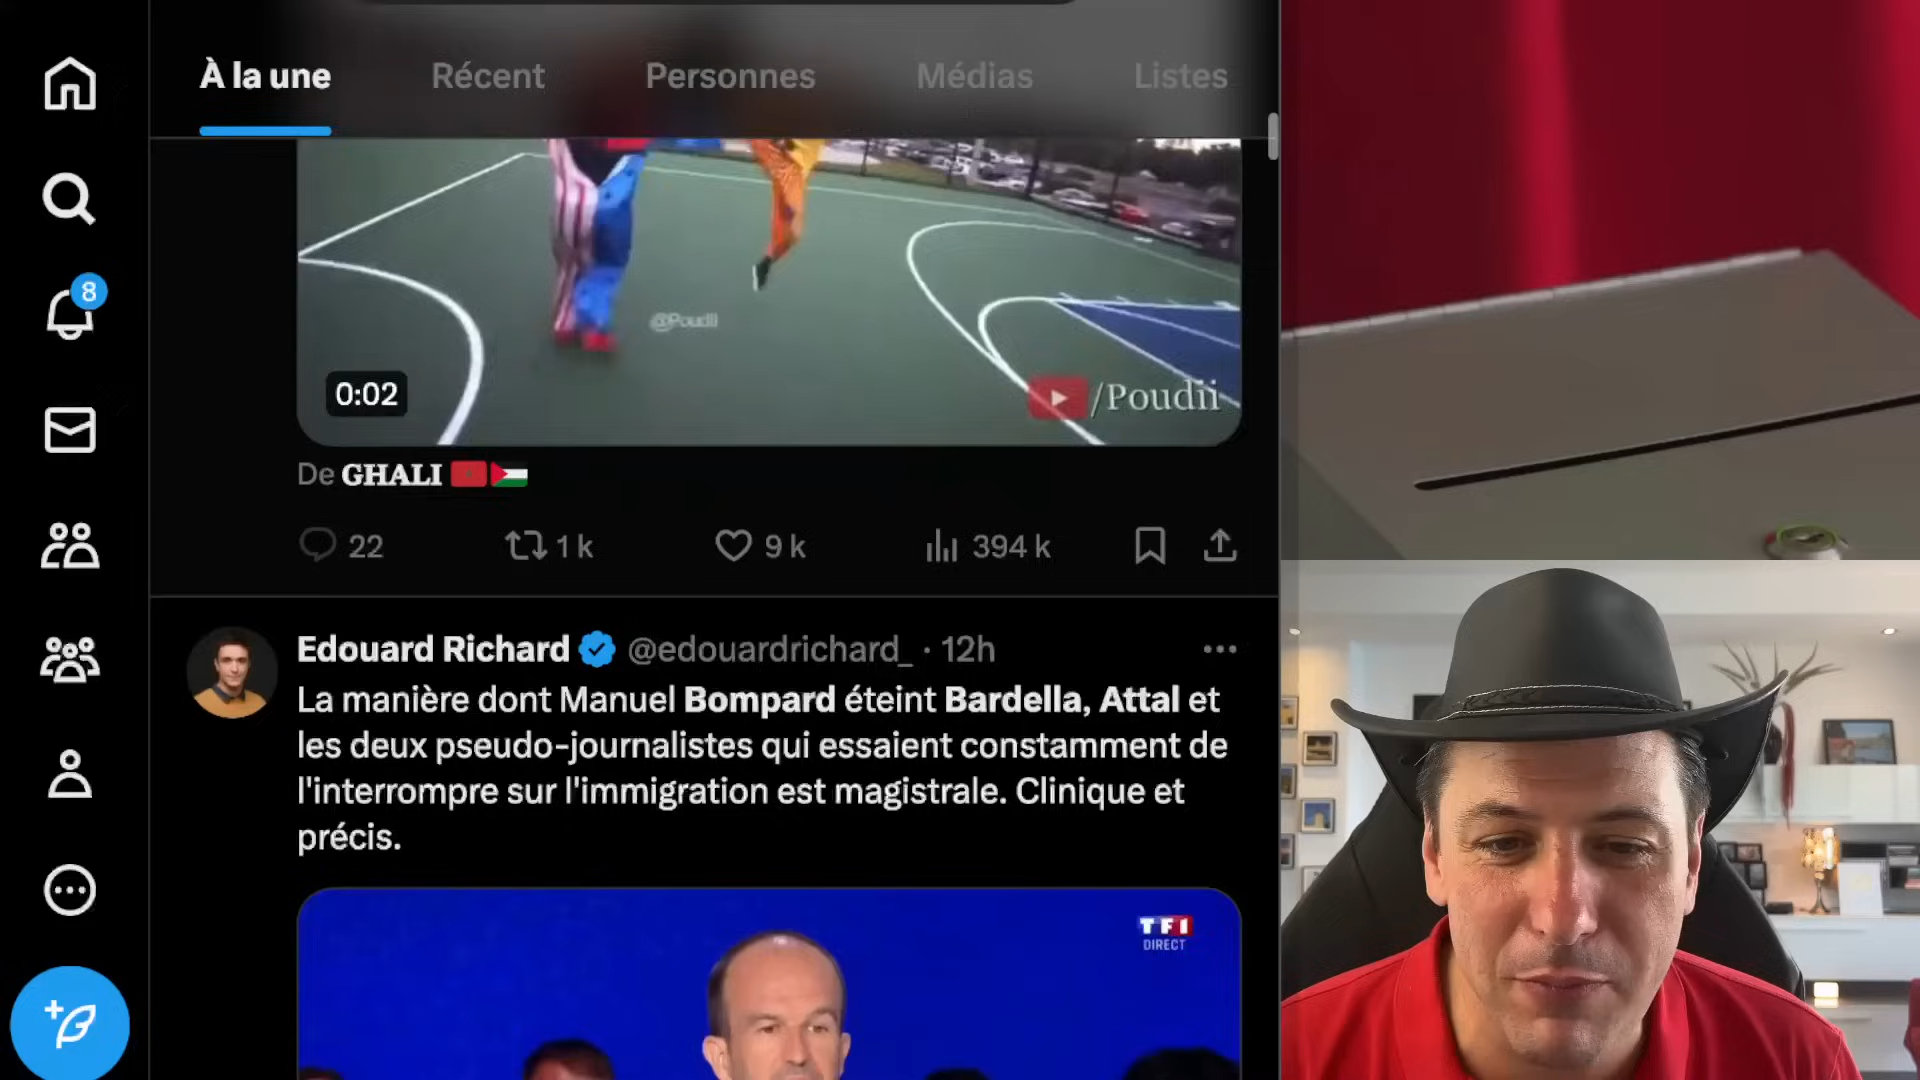 À la une
Récent
Personnes
Médias
Listes
8
@Poudii
0:02
/Poudii
De GHALI
22
1 k
9 k
394 k
Edouard Richard @edouardrichard_ · 12h
La manière dont Manuel Bompard éteint Bardella, Attal et
les deux pseudo-journalistes qui essaient constamment de
l'interrompre sur l'immigration est magistrale. Clinique et
précis.
TF1
DIRECT